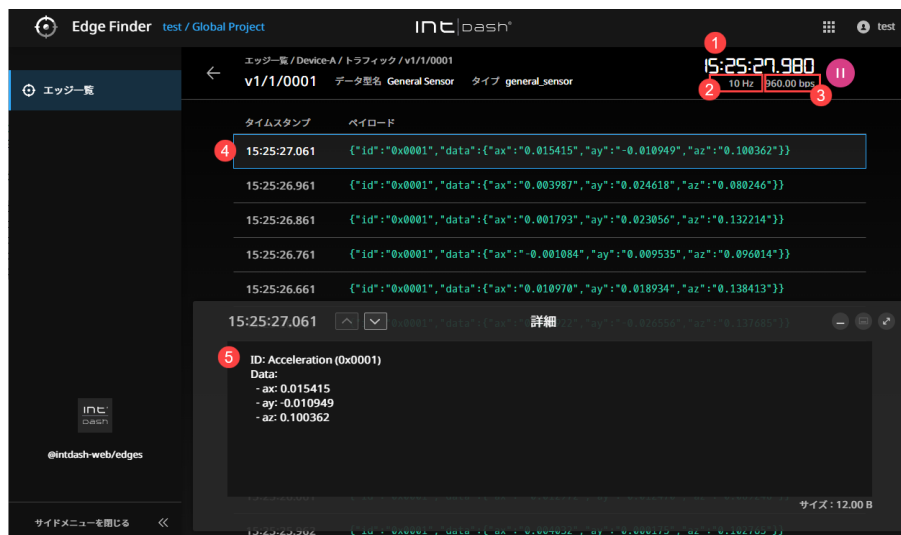 Edge Finder test / Global Project
intdash
test
1
エッジ一覧 / Device-A / トラフィック / v1/1/0001
v1/1/0001 データ型名 General Sensor タイプ general_sensor
15:25:27.980
2 10 Hz 960.00 bps 3
エッジ一覧
タイムスタンプ ペイロード
4 15:25:27.061 {"id":"0x0001","data":{"ax":"0.015415","ay":"-0.010949","az":"0.100362"}}
15:25:26.961 {"id":"0x0001","data":{"ax":"0.003987","ay":"0.024618","az":"0.080246"}}
15:25:26.861 {"id":"0x0001","data":{"ax":"0.001793","ay":"0.023056","az":"0.132214"}}
15:25:26.761 {"id":"0x0001","data":{"ax":"-0.001084","ay":"0.009535","az":"0.096014"}}
15:25:26.661 {"id":"0x0001","data":{"ax":"0.010970","ay":"0.018934","az":"0.138413"}}
15:25:27.061 詳細
5 ID: Acceleration (0x0001)
Data:
- ax: 0.015415
- ay: -0.010949
- az: 0.100362
サイズ : 12.00 B
intdash
@intdash-web/edges
サイドメニューを閉じる